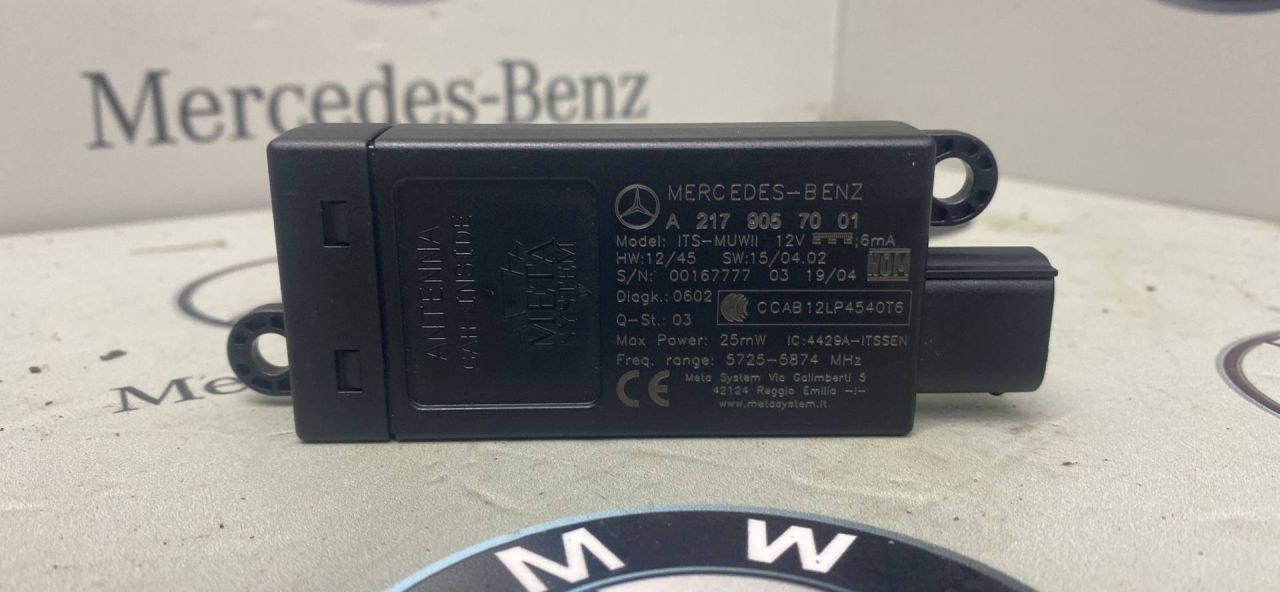 Mercedes-Benz
ANTENNA
CAR INSIDE
META
SYSTEM
MERCEDES-BENZ
A 217 905 70 01
Model: ITS-MUWII 12V ;6mA
HW:12/45 SW:15/04.02
S/N: 00167777 03 19/04
NOM
Diagk.:0602
CCAB12LP4540T6
Q-St.: 03
Max Power: 25mW IC:4429A-ITSSEN
Freq. range: 5725-5874 MHz
CE
Meta System Via Galimberti 5
42124 Reggio Emilia -I-
www.metasystem.it
M W